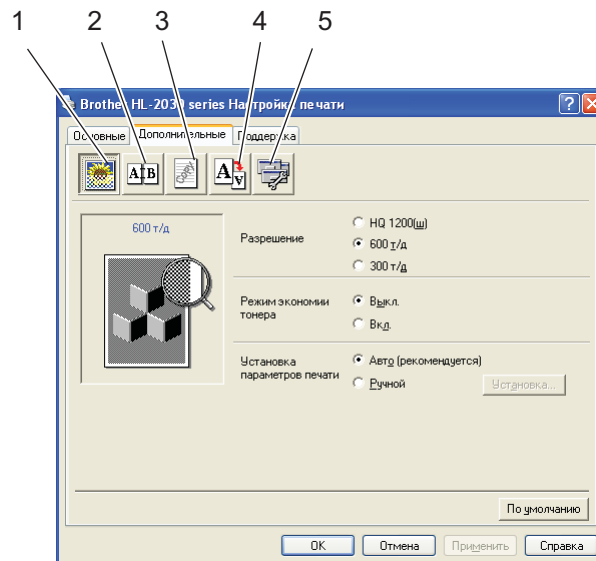 1 2 3 4 5
Brother HL-2030 series Настройка печати
Основные Дополнительные Поддержка
A B COPY A A
600 т/д
Разрешение
HQ 1200(ш)
600 т/д
300 т/д
Режим экономии тонера
Выкл.
Вкл.
Установка параметров печати
Авто (рекомендуется)
Ручной
Установка...
По умолчанию
OK Отмена Применить Справка